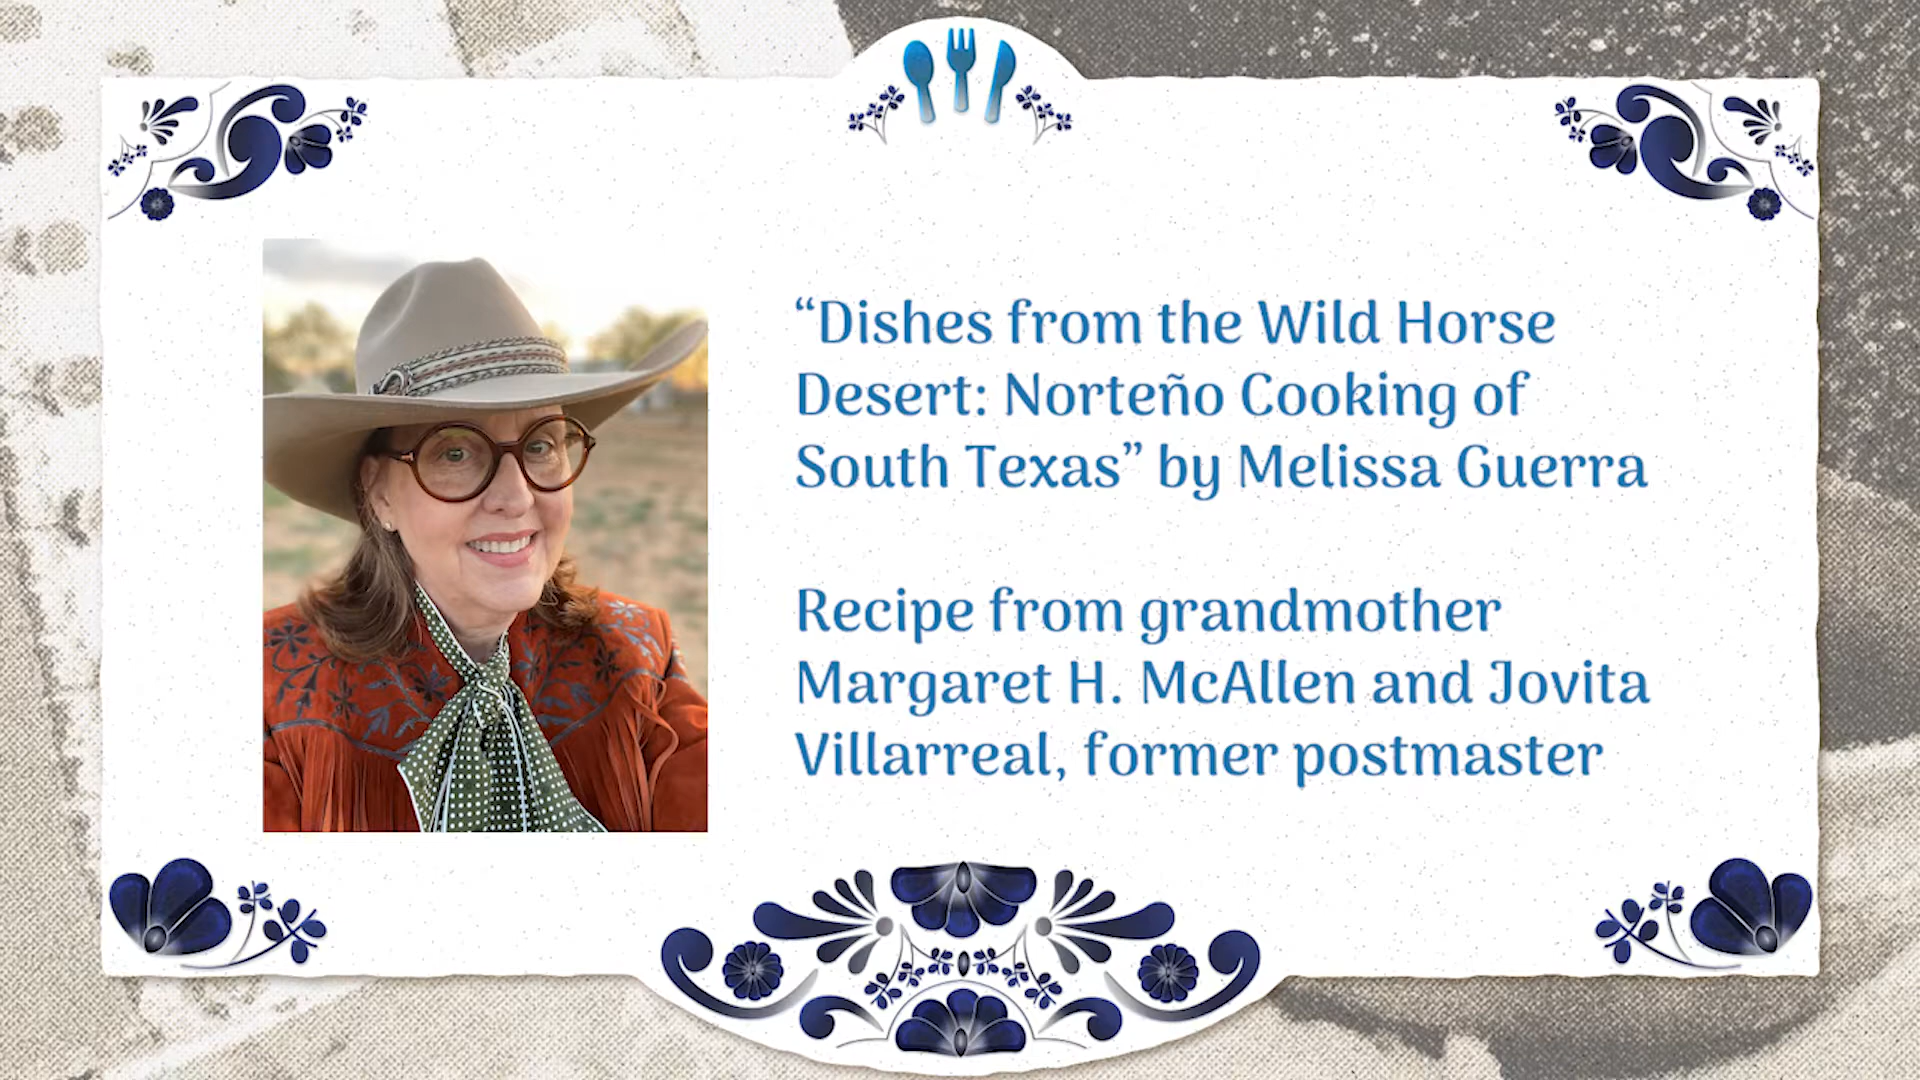 “Dishes from the Wild Horse
Desert: Norteño Cooking of
South Texas” by Melissa Guerra
Recipe from grandmother
Margaret H. McAllen and Jovita
Villarreal, former postmaster